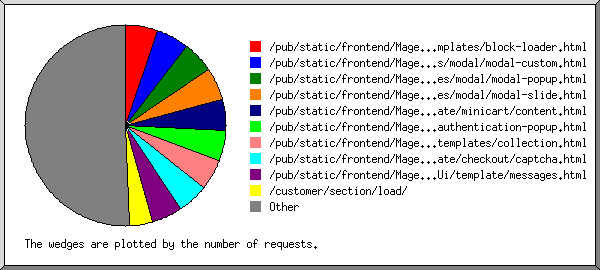 /pub/static/frontend/Mage...mplates/block-loader.html
/pub/static/frontend/Mage...s/modal/modal-custom.html
/pub/static/frontend/Mage...es/modal/modal-popup.html
/pub/static/frontend/Mage...es/modal/modal-slide.html
/pub/static/frontend/Mage...ate/minicart/content.html
/pub/static/frontend/Mage...authentication-popup.html
/pub/static/frontend/Mage...templates/collection.html
/pub/static/frontend/Mage...ate/checkout/captcha.html
/pub/static/frontend/Mage...Ui/template/messages.html
/customer/section/load/
Other
The wedges are plotted by the number of requests.